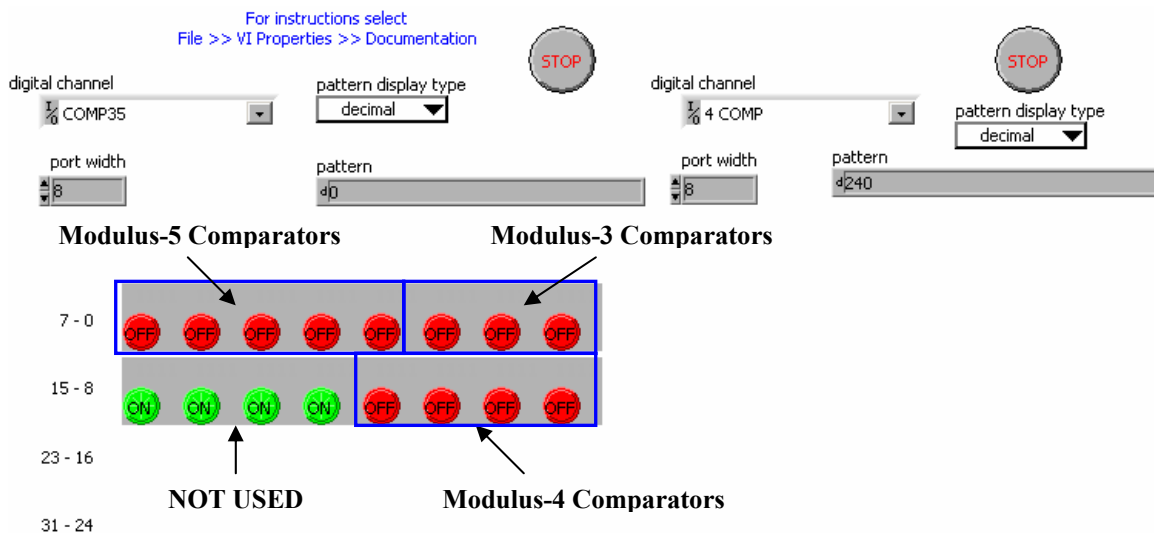 For instructions select
File >> VI Properties >> Documentation
STOP
STOP
digital channel
pattern display type
digital channel
I/O COMP35
decimal
I/O 4 COMP
pattern display type
decimal
port width
pattern
port width
pattern
8
d0
8
d240
Modulus-5 Comparators
Modulus-3 Comparators
7 - 0
OFF OFF OFF OFF OFF OFF OFF OFF
15 - 8
ON ON ON ON OFF OFF OFF OFF
23 - 16
NOT USED
Modulus-4 Comparators
31 - 24